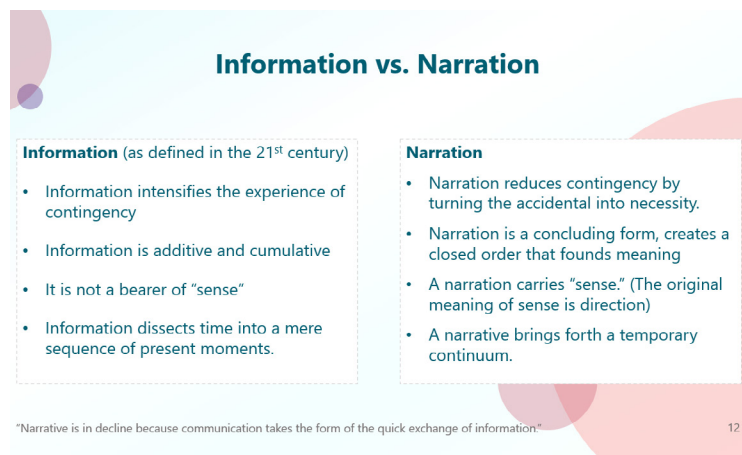 Information vs. Narration
Information (as defined in the 21st century)
• Information intensifies the experience of
contingency
• Information is additive and cumulative
• It is not a bearer of “sense”
• Information dissects time into a mere
sequence of present moments.
Narration
• Narration reduces contingency by
turning the accidental into necessity.
• Narration is a concluding form, creates a
closed order that founds meaning
• A narration carries “sense.” (The original
meaning of sense is direction)
• A narrative brings forth a temporary
continuum.
“Narrative is in decline because communication takes the form of the quick exchange of information.”
12